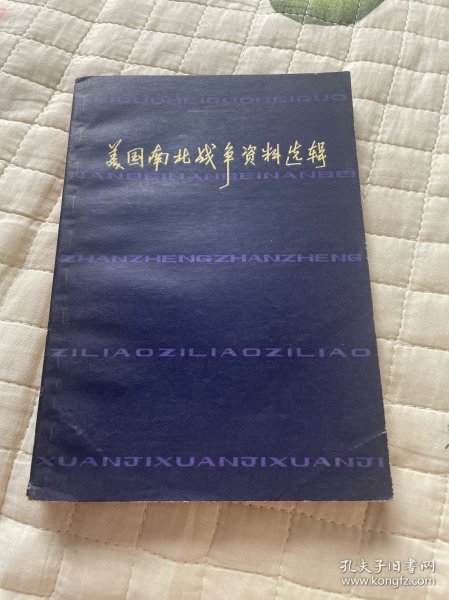 MEIGUOMEIGUO
美国南北战争资料选辑
NANBEINANBEINANBEI
ZHANZHENGZHANZHENG
ZILIAOZILIAOZILIAO
XUANJIXUANJIXUANJI
孔夫子旧书网
www.kongfz.com